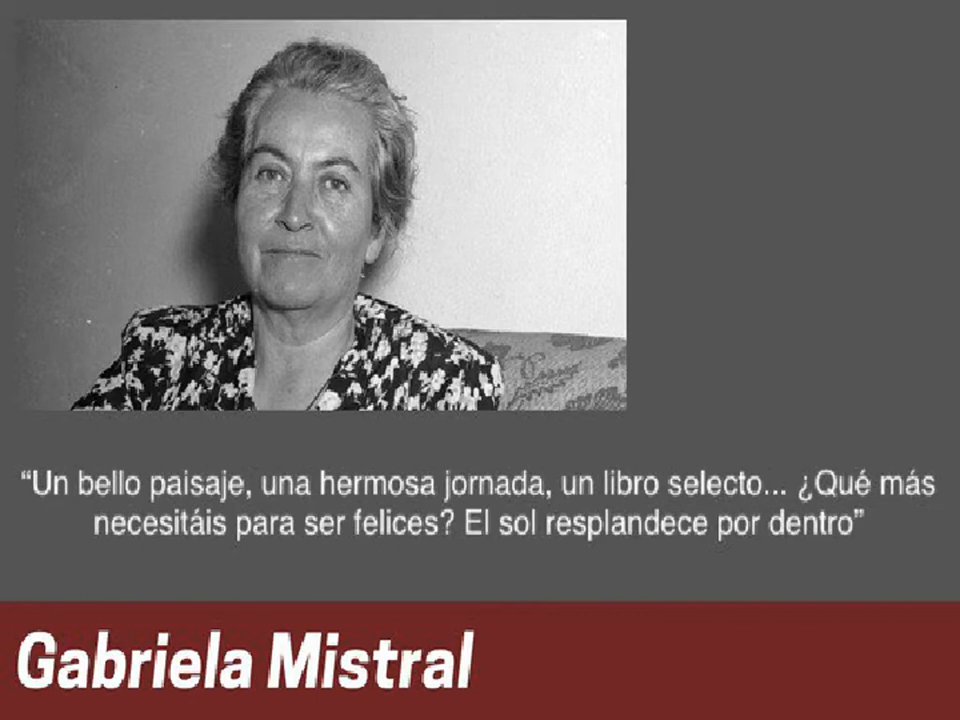 “Un bello paisaje, una hermosa jornada, un libro selecto... ¿Qué más
necesitáis para ser felices? El sol resplandece por dentro”
Gabriela Mistral